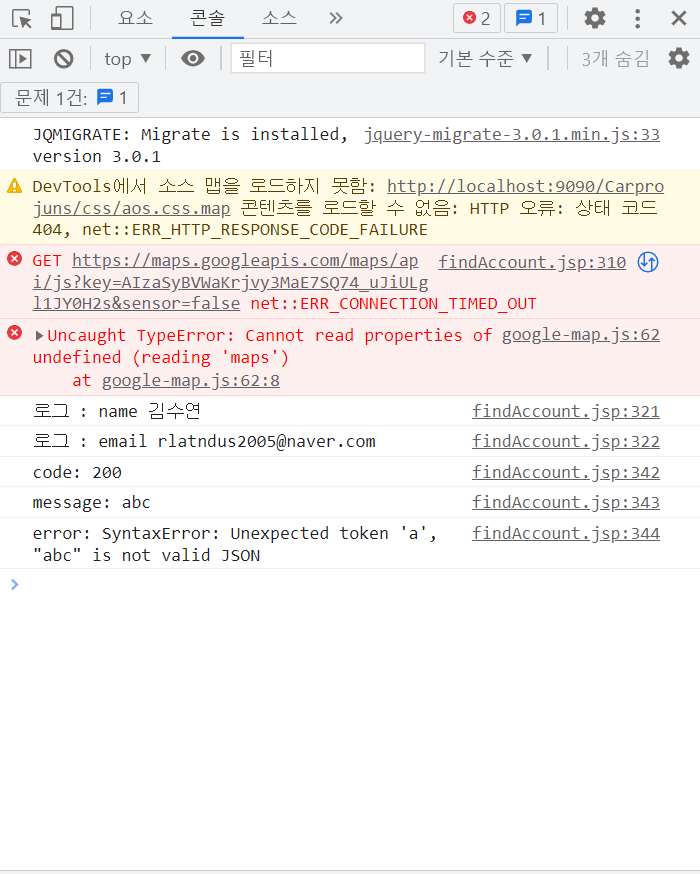 요소 콘솔 소스 2 1
top 필터 기본 수준 3개 숨김
문제 1건: 1
JQMIGRATE: Migrate is installed, jquery-migrate-3.0.1.min.js:33
version 3.0.1
DevTools에서 소스 맵을 로드하지 못함: http://localhost:9090/Carpro
juns/css/aos.css.map 콘텐츠를 로드할 수 없음: HTTP 오류: 상태 코드
404, net::ERR_HTTP_RESPONSE_CODE_FAILURE
GET https://maps.googleapis.com/maps/ap findAccount.jsp:310
i/js?key=AIzaSyBVWaKrjvy3MaE7SQ74_uJiULg
l1JY0H2s&sensor=false net::ERR_CONNECTION_TIMED_OUT
Uncaught TypeError: Cannot read properties of google-map.js:62
undefined (reading 'maps')
at google-map.js:62:8
로그 : name 김수연 findAccount.jsp:321
로그 : email rlatndus2005@naver.com findAccount.jsp:322
code: 200 findAccount.jsp:342
message: abc findAccount.jsp:343
error: SyntaxError: Unexpected token 'a', findAccount.jsp:344
"abc" is not valid JSON